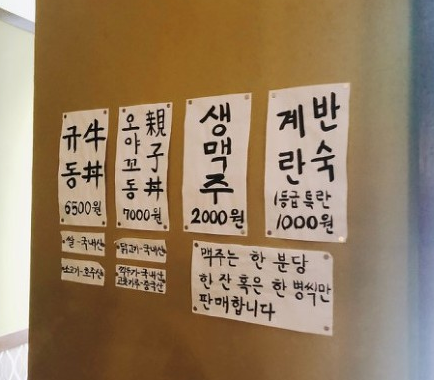 규동
牛丼
6500원
오야꼬동
親子丼
7000원
생맥주
2000원
반숙
계란
1등급 특란
1000원
쌀-국내산
닭고기-국내산
소고기-호주산
깍두기-국내산
고춧가루-중국산
맥주는 한 분당
한 잔 혹은 한 병씩만
판매합니다